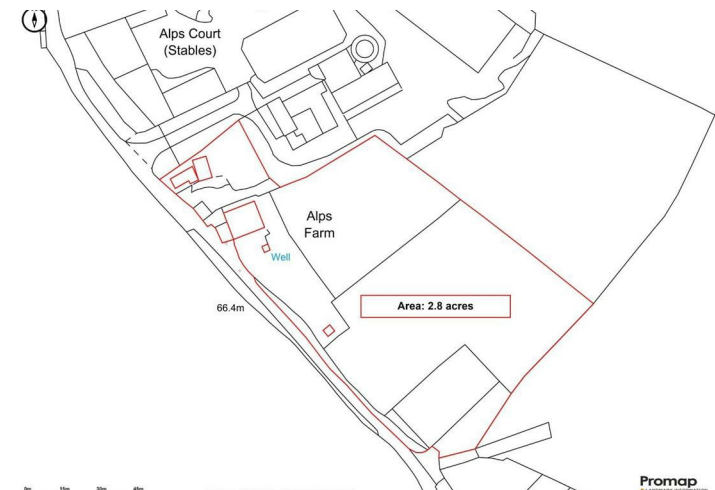 Alps Court
(Stables)
Alps
Farm
Well
66.4m
Area: 2.8 acres
Promap